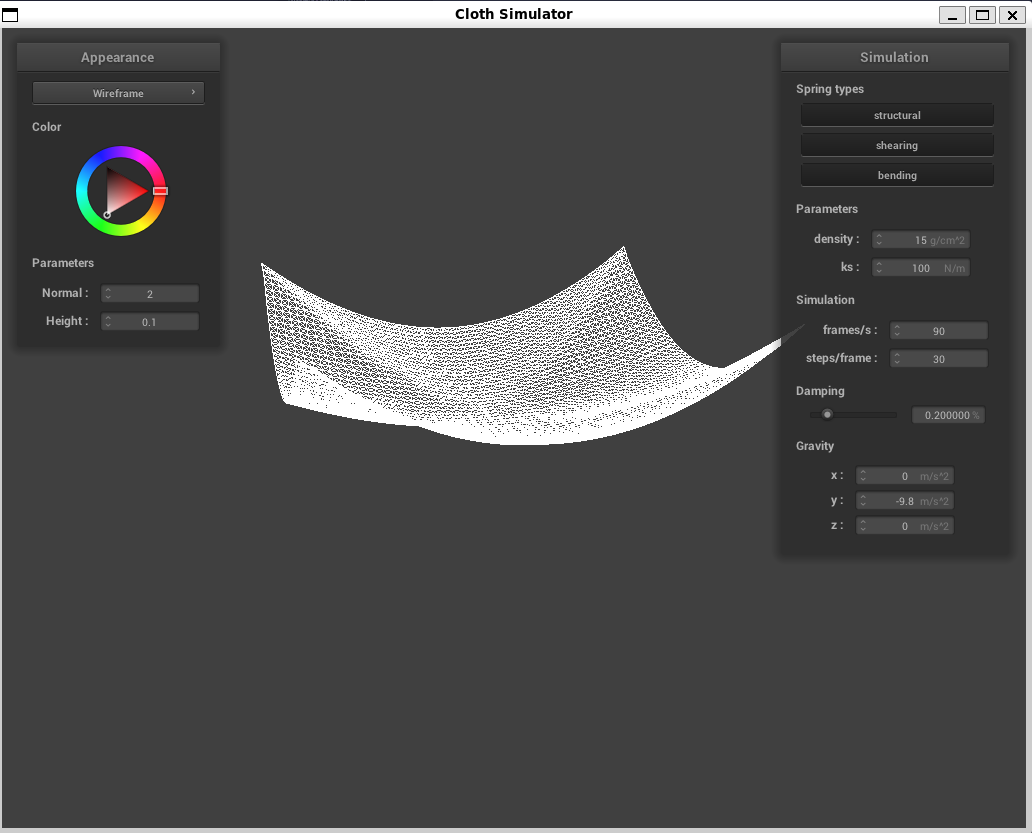 Cloth Simulator
Appearance
Wireframe
Color
Parameters
Normal : 2
Height : 0.1
Simulation
Spring types
structural
shearing
bending
Parameters
density : 15 g/cm^2
ks : 100 N/m
Simulation
frames/s : 90
steps/frame : 30
Damping
0.200000 %
Gravity
x : 0 m/s^2
y : -9.8 m/s^2
z : 0 m/s^2